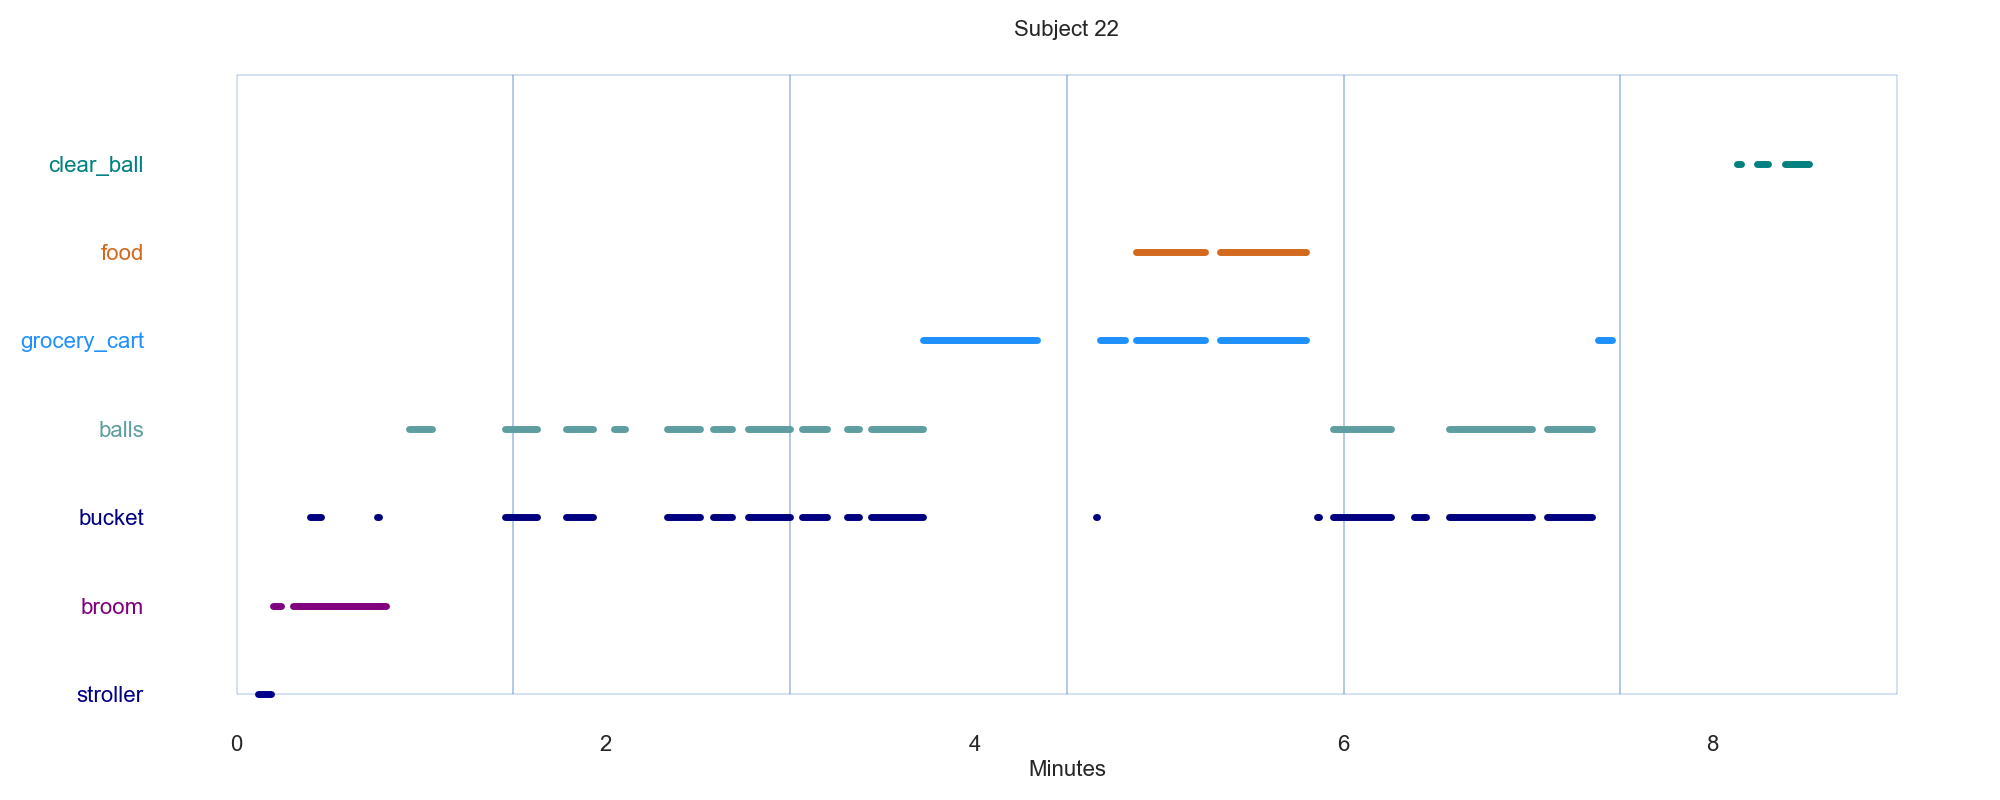 Subject 22
clear_ball
food
grocery_cart
balls
bucket
broom
stroller
0 2 4 6 8
Minutes